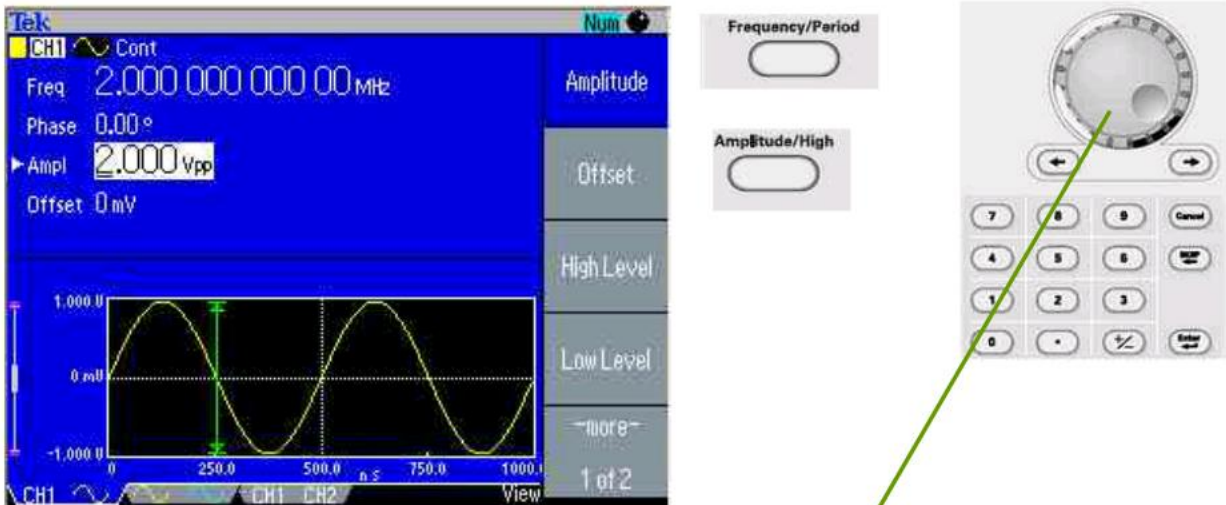 Tek Num
CH1 Cont
Freq 2.000 000 000 00 MHz
Phase 0.00 °
Ampl 2.000 Vpp
Offset 0 mV
Amplitude
Offset
High Level
Low Level
-more-
1 of 2
1.000 V
0 mV
-1.000 V
0 250.0 500.0 n s 750.0 1000.
CH1 CH1 CH2 View
Frequency/Period
Amplitude/High
7 8 9 Cancel
4 5 6 BKSP
1 2 3
0 . +/- Enter